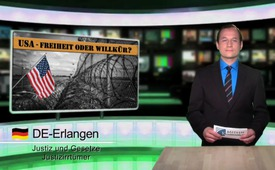 USA - FREIHEIT ODER WILLKÜR?
DE-Erlangen
Justiz und Gesetze
Justizirrtümer